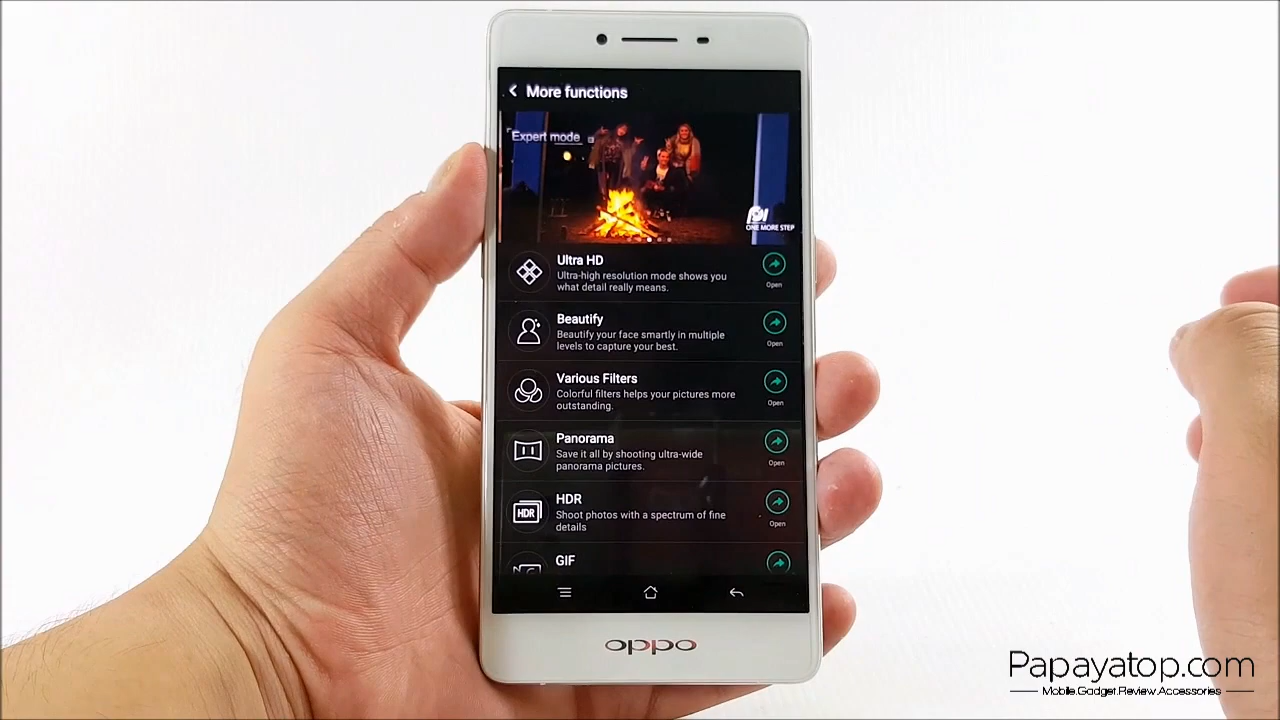 More functions
Expert mode
ONE MORE STEP
Ultra HD
Ultra-high resolution mode shows you
what detail really means.
Open
Beautify
Beautify your face smartly in multiple
levels to capture your best.
Open
Various Filters
Colorful filters helps your pictures more
outstanding.
Open
Panorama
Save it all by shooting ultra-wide
panorama pictures.
Open
HDR
HDR
Shoot photos with a spectrum of fine
details
Open
GIF
oppo
Papayatop.com
Mobile.Gadget.Review.Accessories